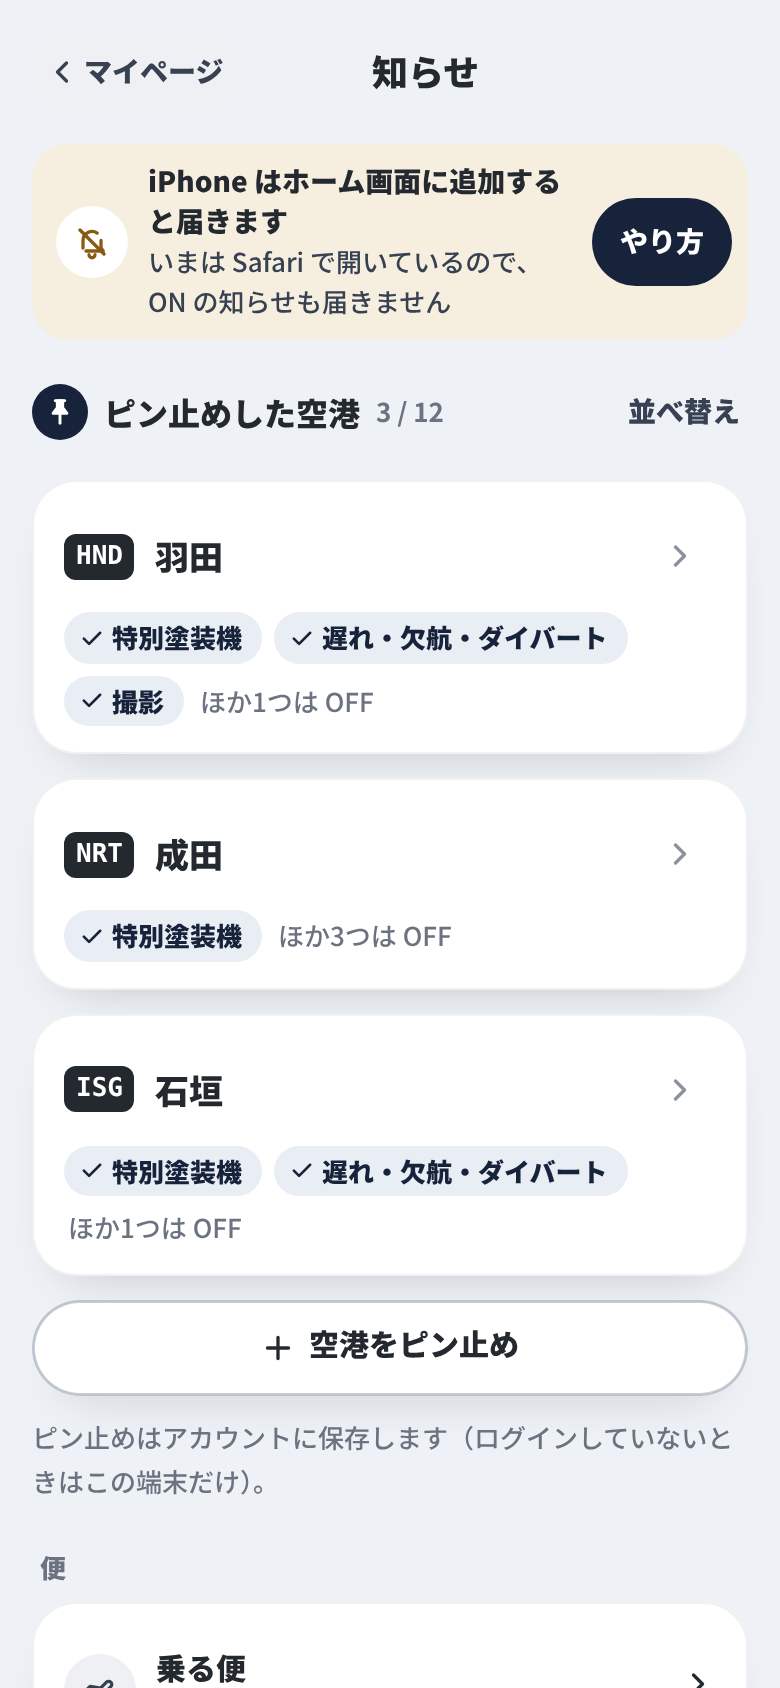 マイページ
知らせ
iPhone はホーム画面に追加する
と届きます
いまは Safari で開いているので、
ON の知らせも届きません
やり方
ピン止めした空港 3 / 12
並べ替え
HND 羽田
特別塗装機
遅れ・欠航・ダイバート
撮影
ほか1つは OFF
NRT 成田
特別塗装機
ほか3つは OFF
ISG 石垣
特別塗装機
遅れ・欠航・ダイバート
ほか1つは OFF
空港をピン止め
ピン止めはアカウントに保存します（ログインしていないと
きはこの端末だけ）。
便
乗る便